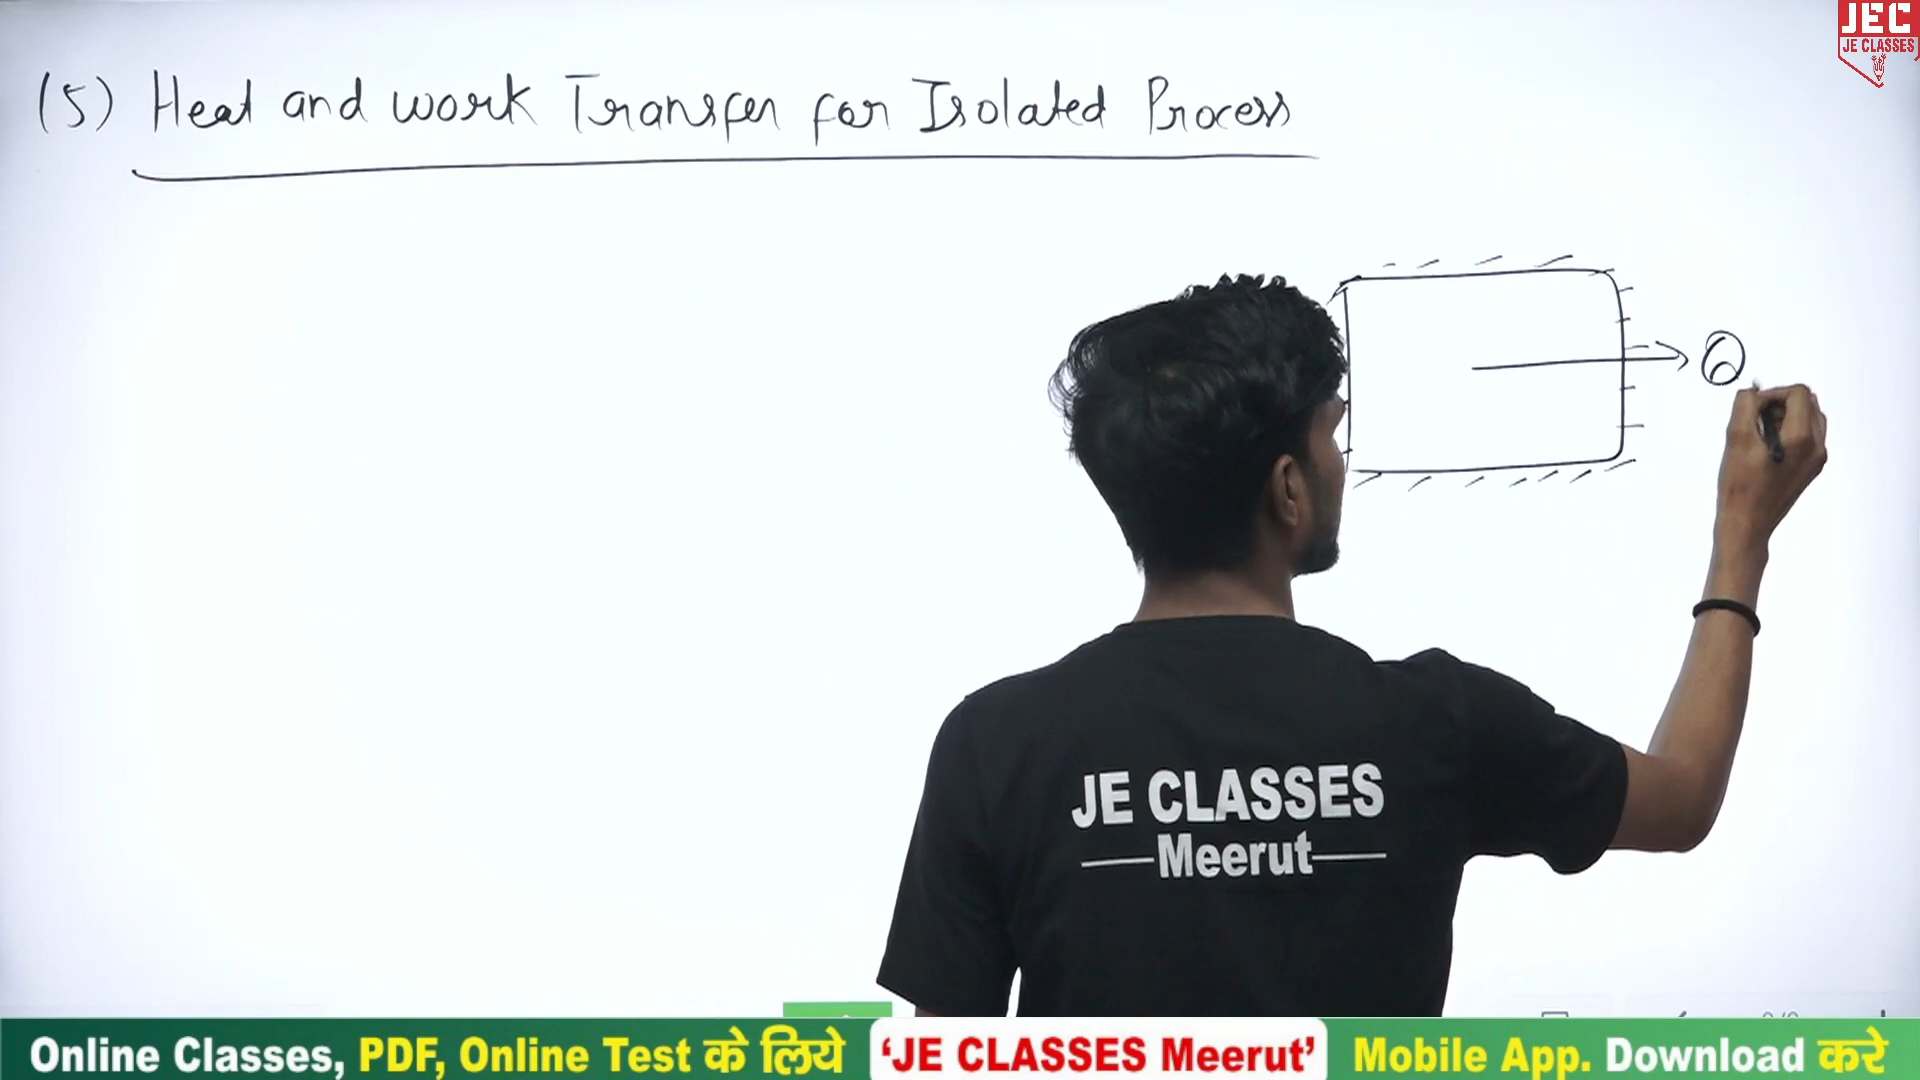 JEC
JE CLASSES
(5) Heat and work Transfer for Isolated Process
Q
JE CLASSES
Meerut
Online Classes, PDF, Online Test के लिये 'JE CLASSES Meerut' Mobile App. Download करे